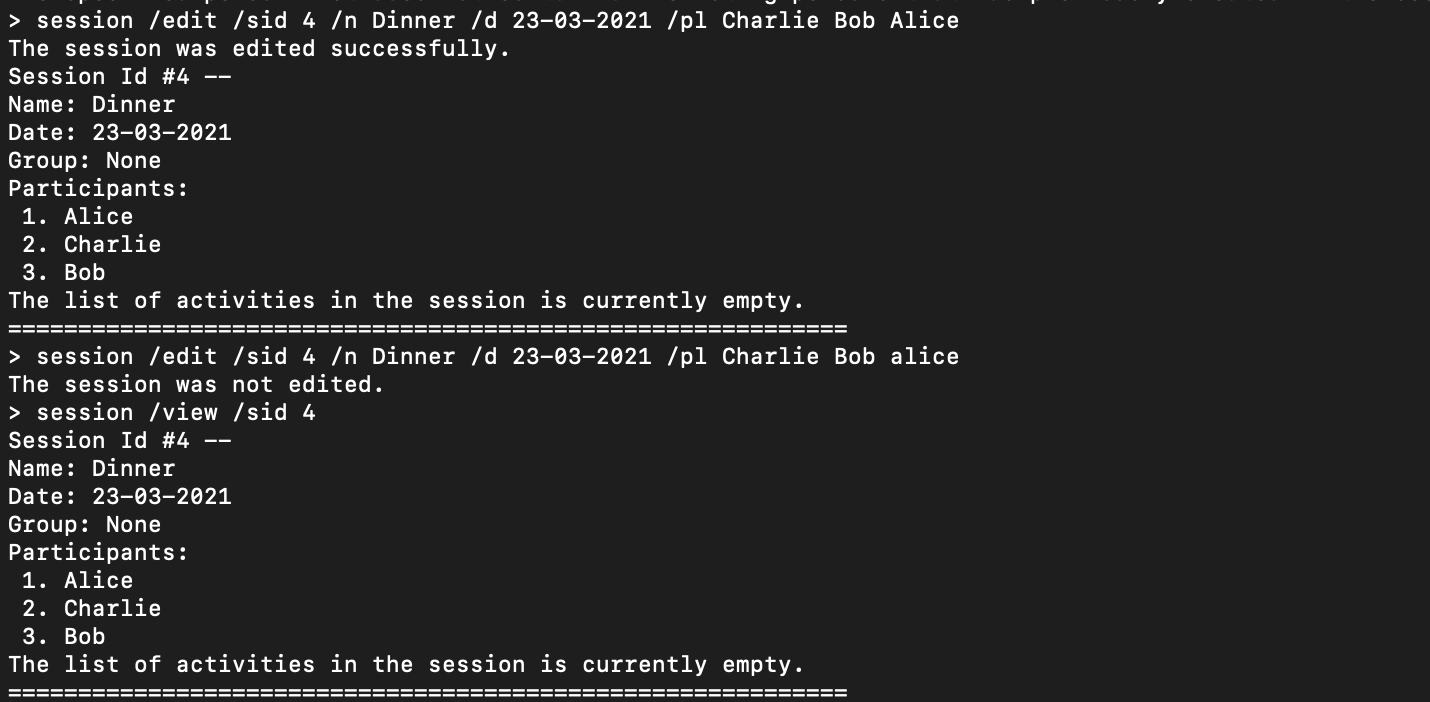 > session /edit /sid 4 /n Dinner /d 23-03-2021 /pl Charlie Bob Alice
The session was edited successfully.
Session Id #4 --
Name: Dinner
Date: 23-03-2021
Group: None
Participants:
 1. Alice
 2. Charlie
 3. Bob
The list of activities in the session is currently empty.
============================================================
> session /edit /sid 4 /n Dinner /d 23-03-2021 /pl Charlie Bob alice
The session was not edited.
> session /view /sid 4
Session Id #4 --
Name: Dinner
Date: 23-03-2021
Group: None
Participants:
 1. Alice
 2. Charlie
 3. Bob
The list of activities in the session is currently empty.
============================================================